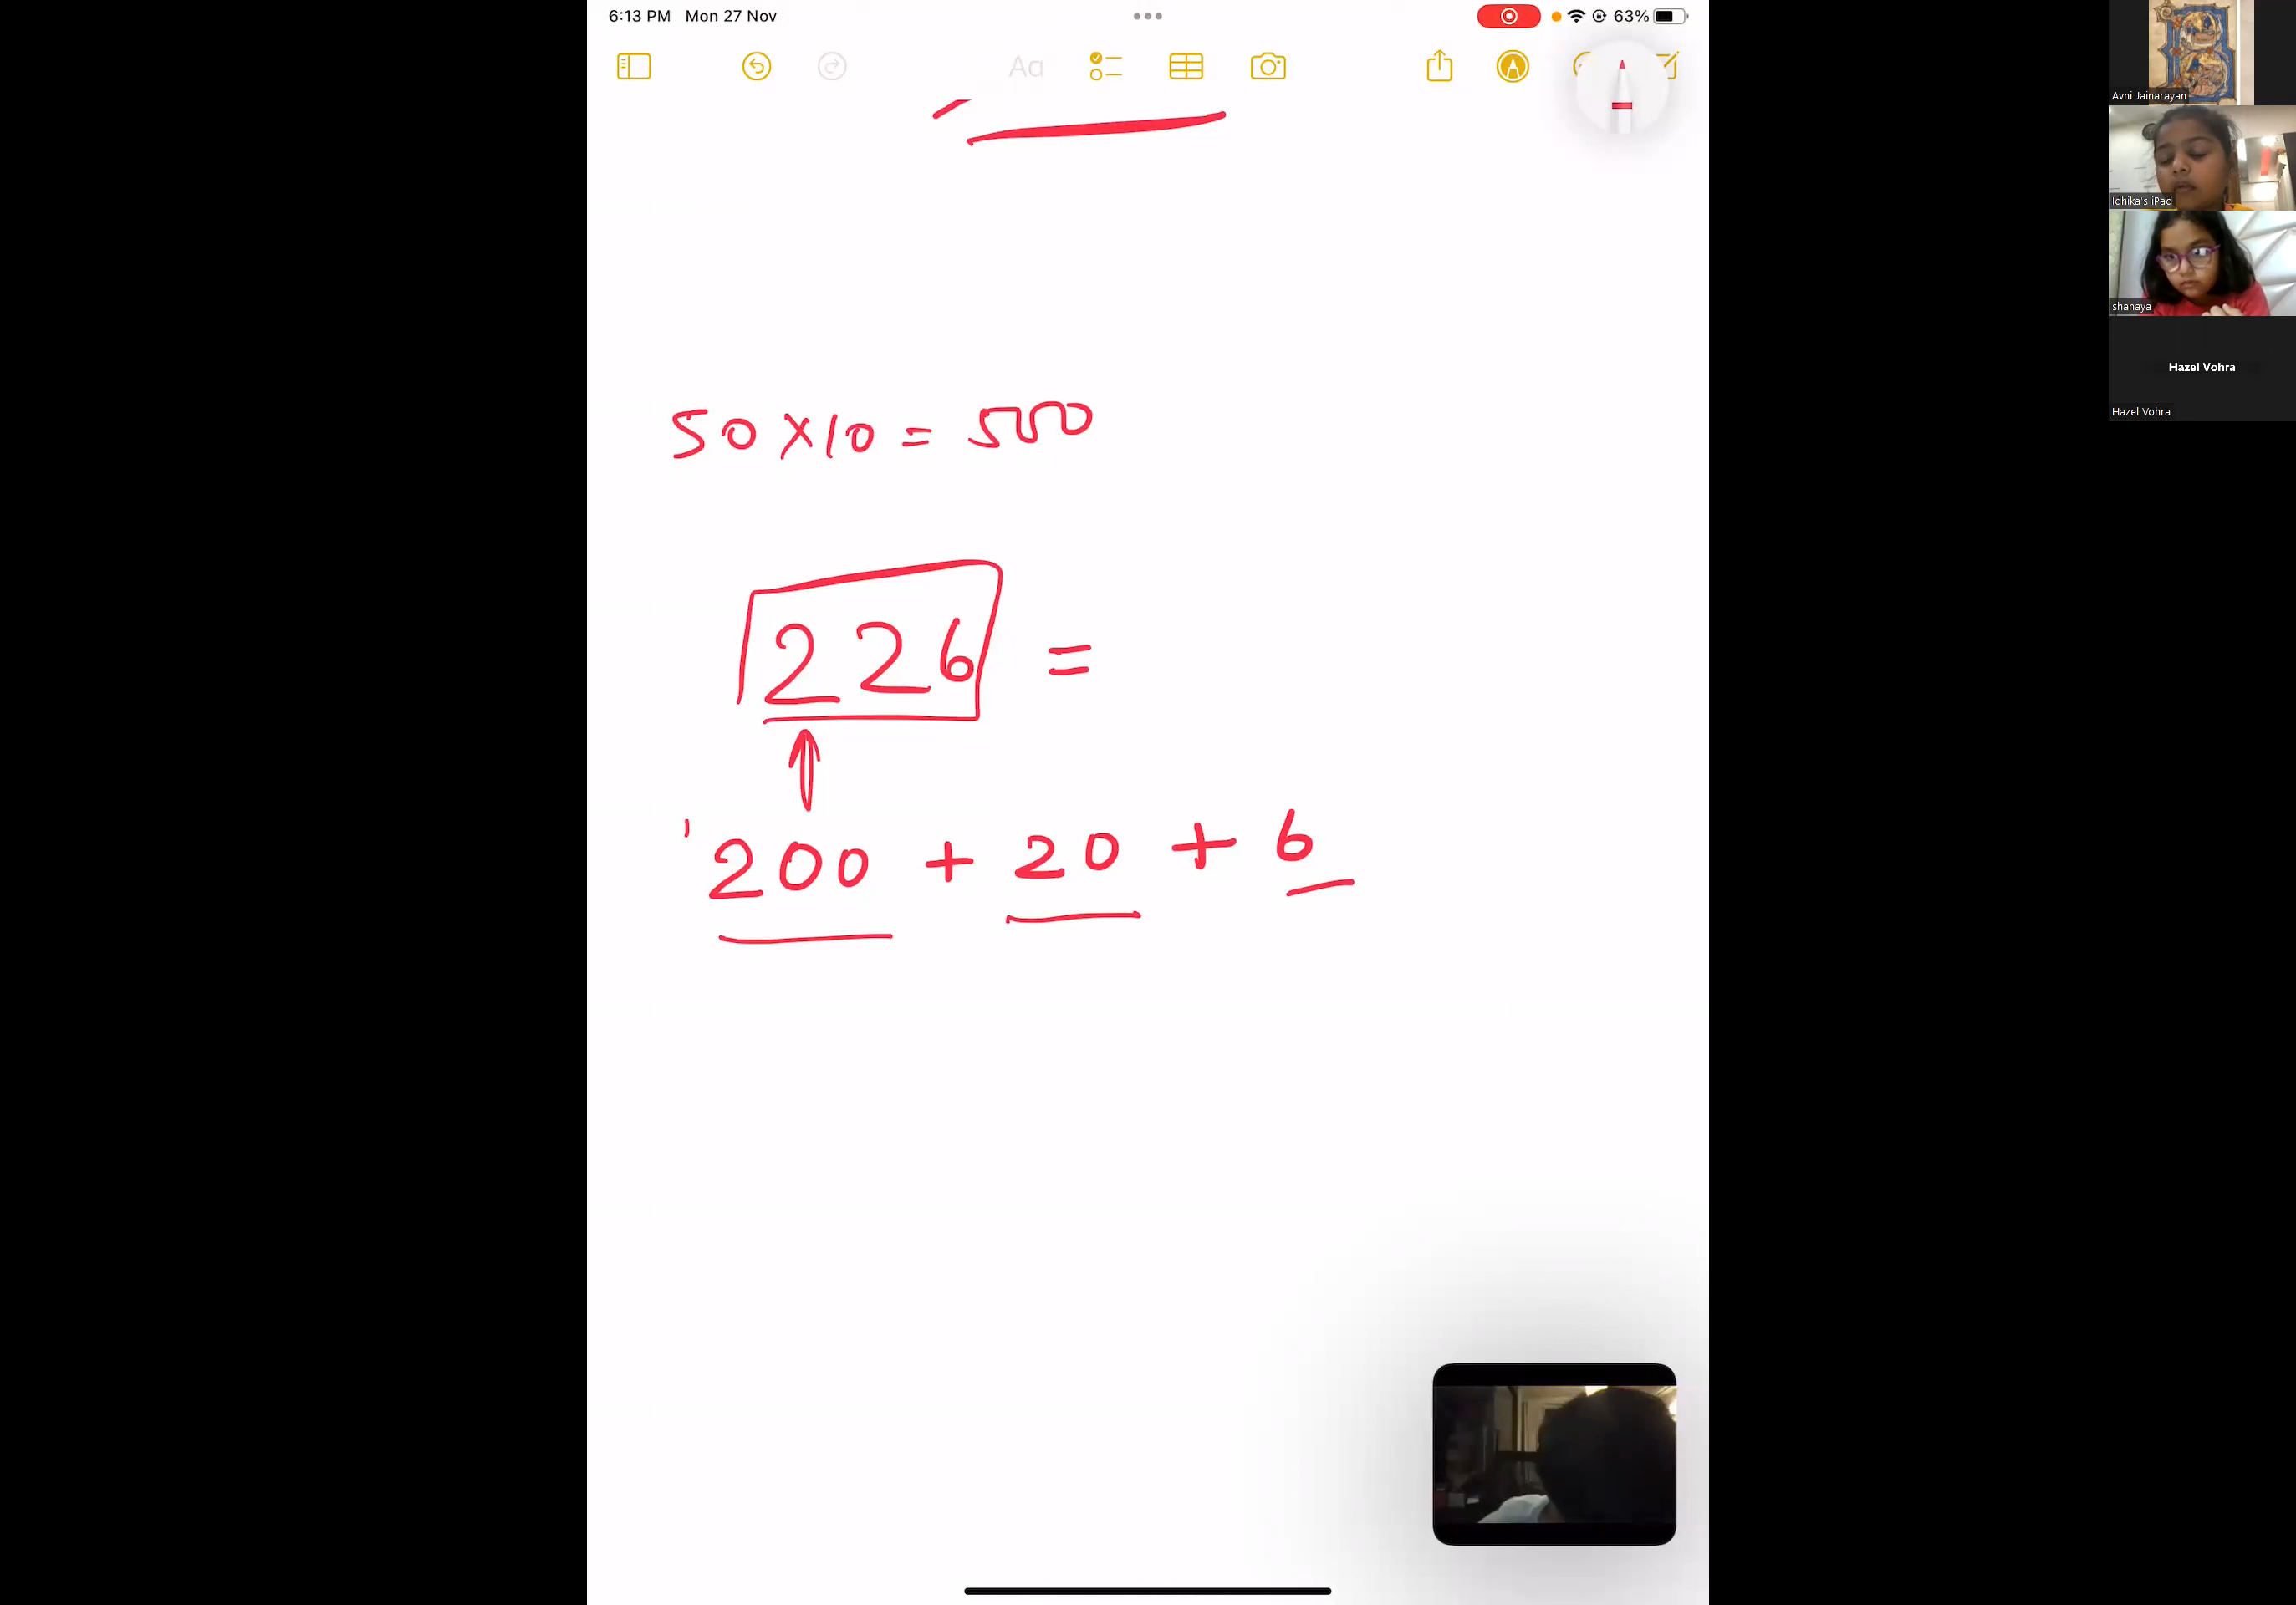 6:13 PM Mon 27 Nov
63%
Aa
50 × 10 = 500
226 =
200 + 20 + 6
Avni Jainarayan
Idhika's iPad
shanaya
Hazel Vohra
Hazel Vohra